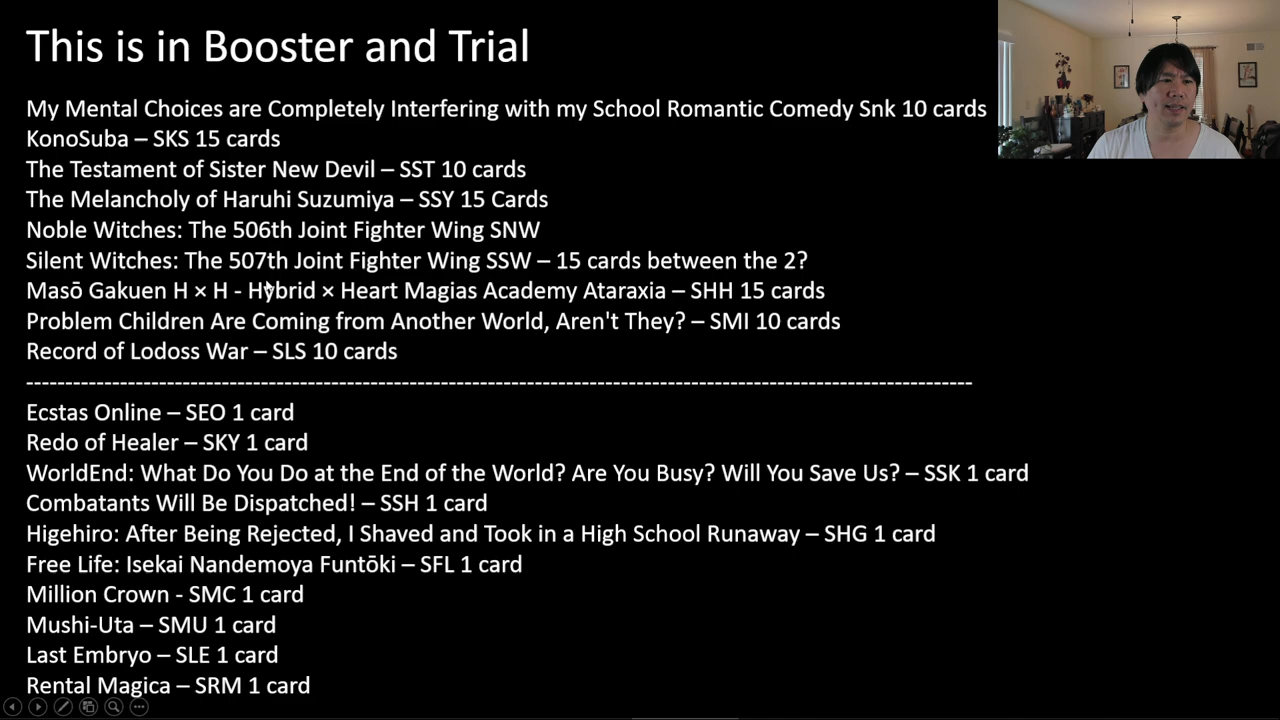 This is in Booster and Trial
My Mental Choices are Completely Interfering with my School Romantic Comedy Snk 10 cards
KonoSuba – SKS 15 cards
The Testament of Sister New Devil – SST 10 cards
The Melancholy of Haruhi Suzumiya – SSY 15 Cards
Noble Witches: The 506th Joint Fighter Wing SNW
Silent Witches: The 507th Joint Fighter Wing SSW – 15 cards between the 2?
Masō Gakuen H × H - Hybrid × Heart Magias Academy Ataraxia – SHH 15 cards
Problem Children Are Coming from Another World, Aren't They? – SMI 10 cards
Record of Lodoss War – SLS 10 cards
Ecstas Online – SEO 1 card
Redo of Healer – SKY 1 card
WorldEnd: What Do You Do at the End of the World? Are You Busy? Will You Save Us? – SSK 1 card
Combatants Will Be Dispatched! – SSH 1 card
Higehiro: After Being Rejected, I Shaved and Took in a High School Runaway – SHG 1 card
Free Life: Isekai Nandemoya Funtōki – SFL 1 card
Million Crown - SMC 1 card
Mushi-Uta – SMU 1 card
Last Embryo – SLE 1 card
Rental Magica – SRM 1 card